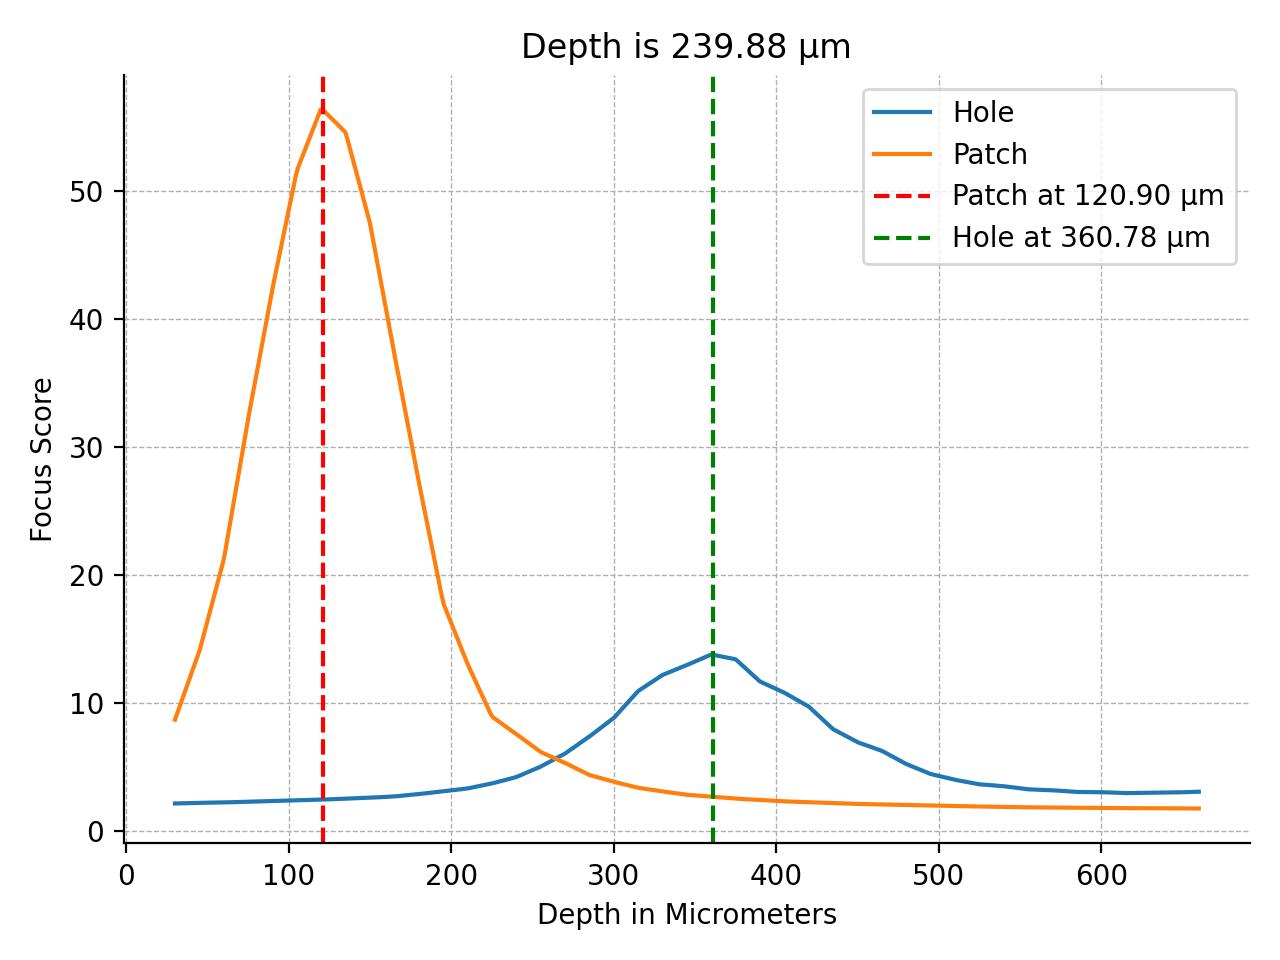 Depth is 239.88 µm
Hole
Patch
Patch at 120.90 µm
Hole at 360.78 µm
Focus Score
50
40
30
20
10
0
0 100 200 300 400 500 600
Depth in Micrometers